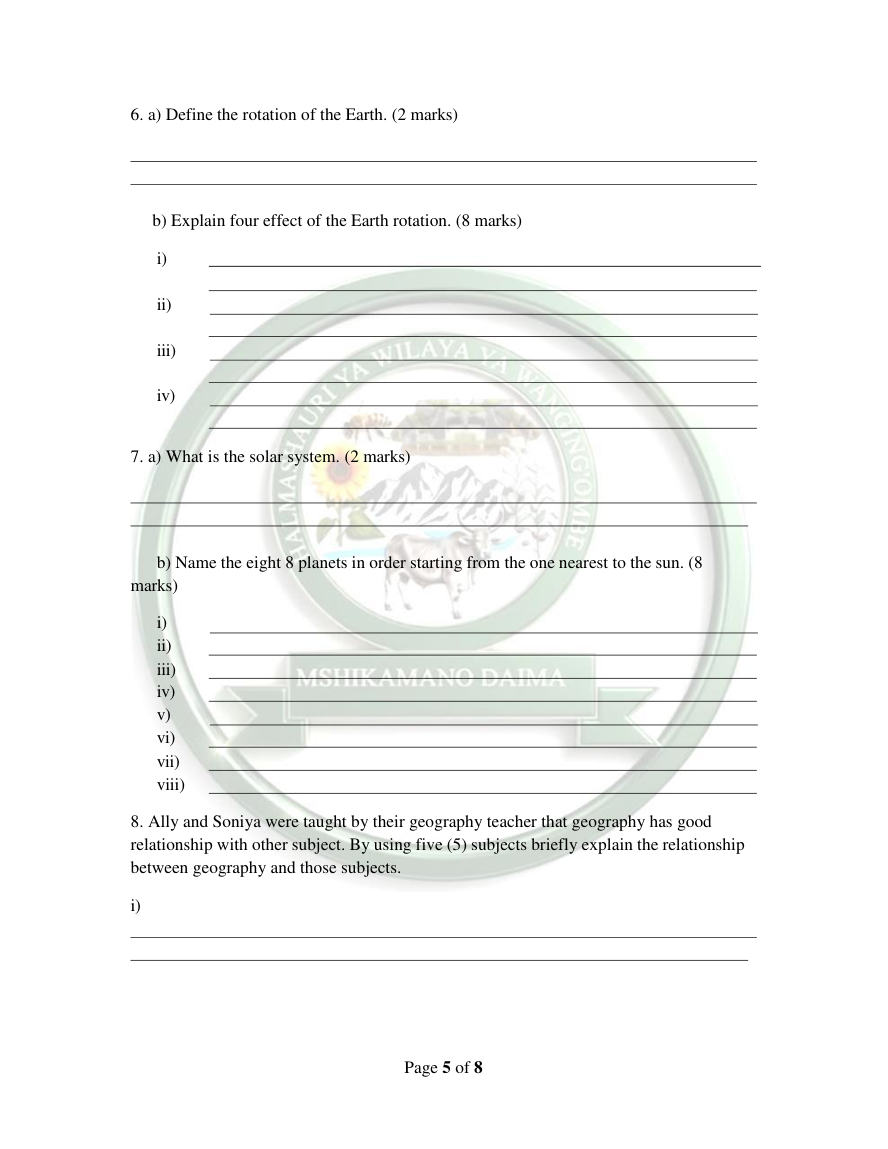 6. a) Define the rotation of the Earth. (2 marks)
b) Explain four effect of the Earth rotation. (8 marks)
i)
ii)
iii)
iv)
HALMASHAURI YA WILAYA YA WANGING'OMBE
7. a) What is the solar system. (2 marks)
b) Name the eight 8 planets in order starting from the one nearest to the sun. (8
marks)
i)
ii)
iii)
MSHIKAMANO DAIMA
iv)
v)
vi)
vii)
viii)
8. Ally and Soniya were taught by their geography teacher that geography has good
relationship with other subject. By using five (5) subjects briefly explain the relationship
between geography and those subjects.
i)
Page 5 of 8